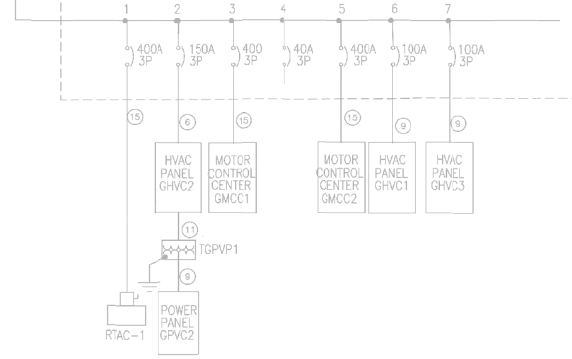 1 2 3 4 5 6 7
400A 150A 400 40A 400A 100A 100A
3P 3P 3P 3P 3P 3P 3P
15 6 15 15 9 9
HVAC MOTOR MOTOR HVAC HVAC
PANEL CONTROL CONTROL PANEL PANEL
GHVC2 CENTER CENTER GHVC1 GHVC3
GMCC1 GMCC2
11
TGPVP1
9
POWER
PANEL
GPVC2
RTAC-1